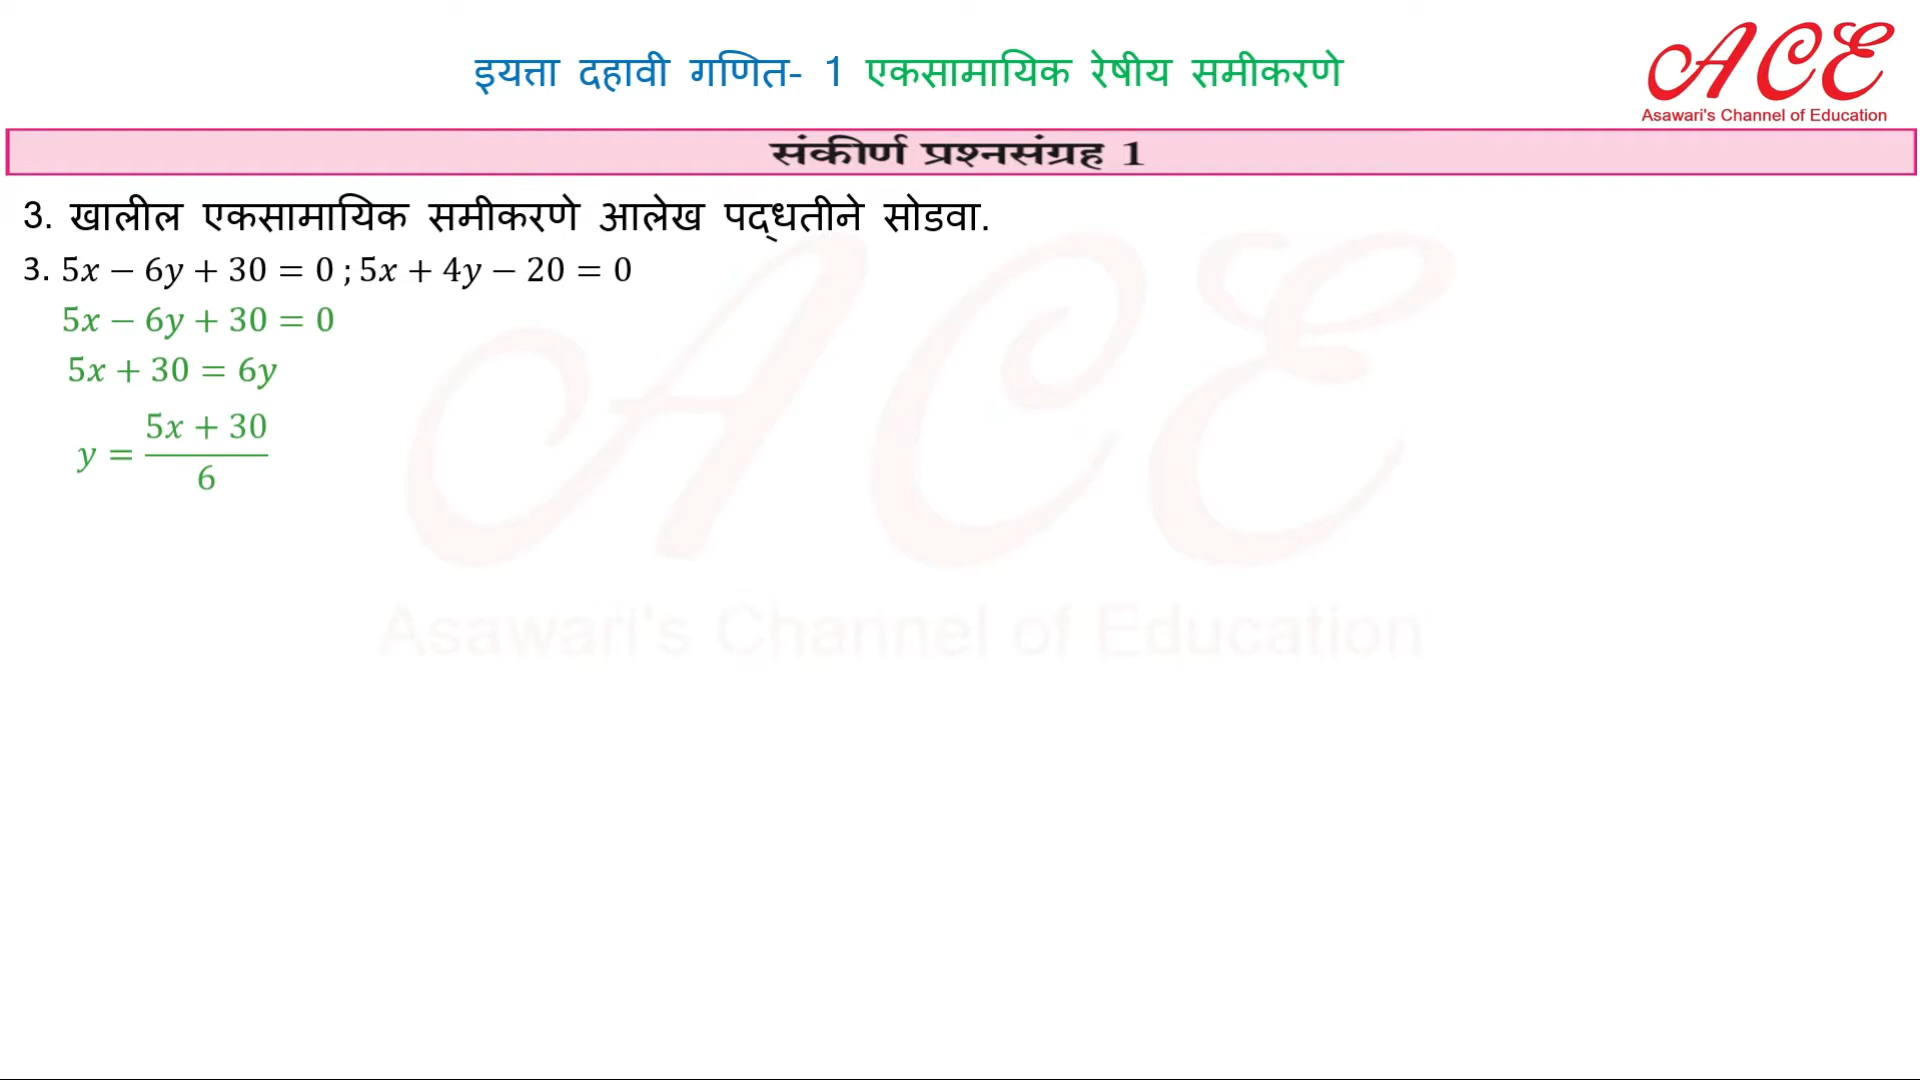 इयत्ता दहावी गणित- 1 एकसामायिक रेषीय समीकरणे
ACE
Asawari's Channel of Education
संकीर्ण प्रश्नसंग्रह 1
3. खालील एकसामायिक समीकरणे आलेख पद्धतीने सोडवा.
3. 5x − 6y + 30 = 0 ; 5x + 4y − 20 = 0
5x − 6y + 30 = 0
5x + 30 = 6y
y = (5x + 30)/6
ACE
Asawari's Channel of Education